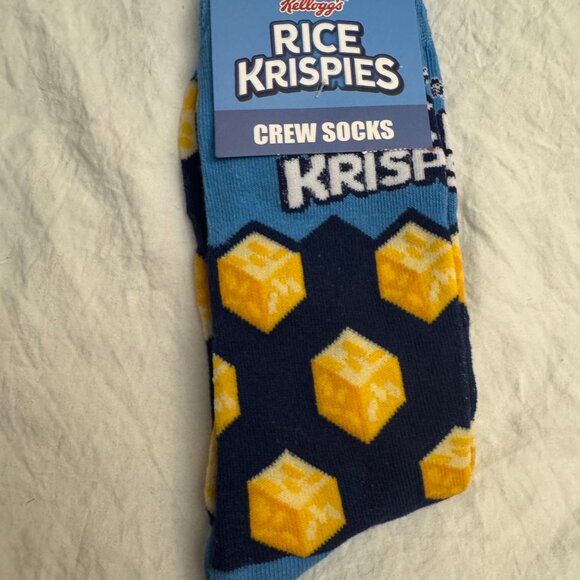 Kellogg's
RICE
KRISPIES
CREW SOCKS
KRISP